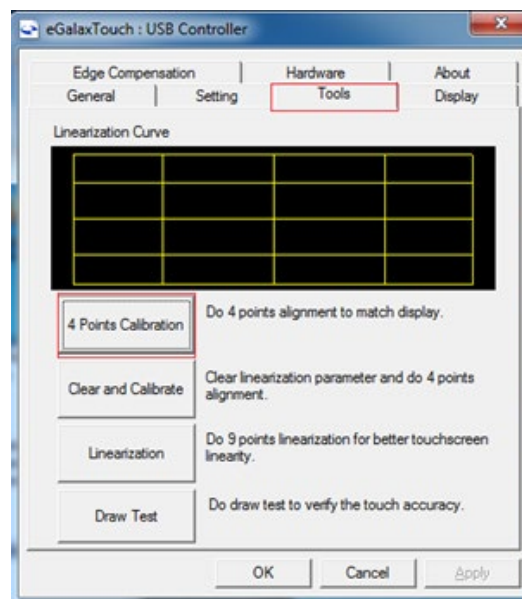 eGalaxTouch : USB Controller
Edge Compensation Hardware About
General Setting Tools Display
Linearization Curve
4 Points Calibration
Do 4 points alignment to match display.
Clear and Calibrate
Clear linearization parameter and do 4 points
alignment.
Linearization
Do 9 points linearization for better touchscreen
linearity.
Draw Test
Do draw test to verify the touch accuracy.
OK Cancel Apply